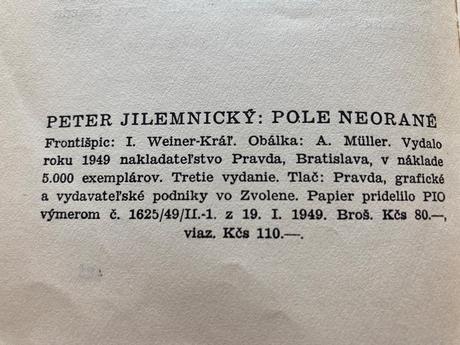 PETER JILEMNICKÝ: POLE NEORANÉ
Frontišpic: I. Weiner-Kráľ. Obálka: A. Müller. Vydalo
roku 1949 nakladateľstvo Pravda, Bratislava, v náklade
5.000 exemplárov. Tretie vydanie. Tlač: Pravda, grafické
a vydavateľské podniky vo Zvolene. Papier pridelilo PIO
výmerom č. 1625/49/II.-1. z 19. I. 1949. Broš. Kčs 80.—,
viaz. Kčs 110.—.